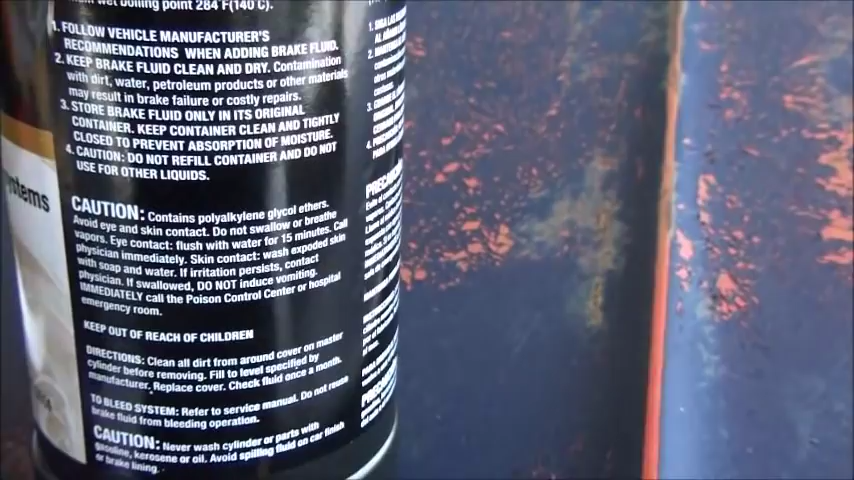 wet boiling point 284°F(140°C).
1. FOLLOW VEHICLE MANUFACTURER'S
RECOMMENDATIONS WHEN ADDING BRAKE FLUID.
2. KEEP BRAKE FLUID CLEAN AND DRY. Contamination
with dirt, water, petroleum products or other materials
may result in brake failure or costly repairs.
3. STORE BRAKE FLUID ONLY IN ITS ORIGINAL
CONTAINER. KEEP CONTAINER CLEAN AND TIGHTLY
CLOSED TO PREVENT ABSORPTION OF MOISTURE.
4. CAUTION: DO NOT REFILL CONTAINER AND DO NOT
USE FOR OTHER LIQUIDS.
CAUTION: Contains polyalkylene glycol ethers.
Avoid eye and skin contact. Do not swallow or breathe
vapors. Eye contact: flush with water for 15 minutes. Call
physician immediately. Skin contact: wash exposed skin
with soap and water. If irritation persists, contact
physician. If swallowed, DO NOT induce vomiting.
IMMEDIATELY call the Poison Control Center or hospital
emergency room.
KEEP OUT OF REACH OF CHILDREN
DIRECTIONS: Clean all dirt from around cover on master
cylinder before removing. Fill to level specified by
manufacturer. Replace cover. Check fluid once a month.
TO BLEED SYSTEM: Refer to service manual. Do not reuse
brake fluid from bleeding operation.
CAUTION: Never wash cylinder or parts with
gasoline, kerosene or oil. Avoid spilling fluid on car finish
or brake lining.
ystems